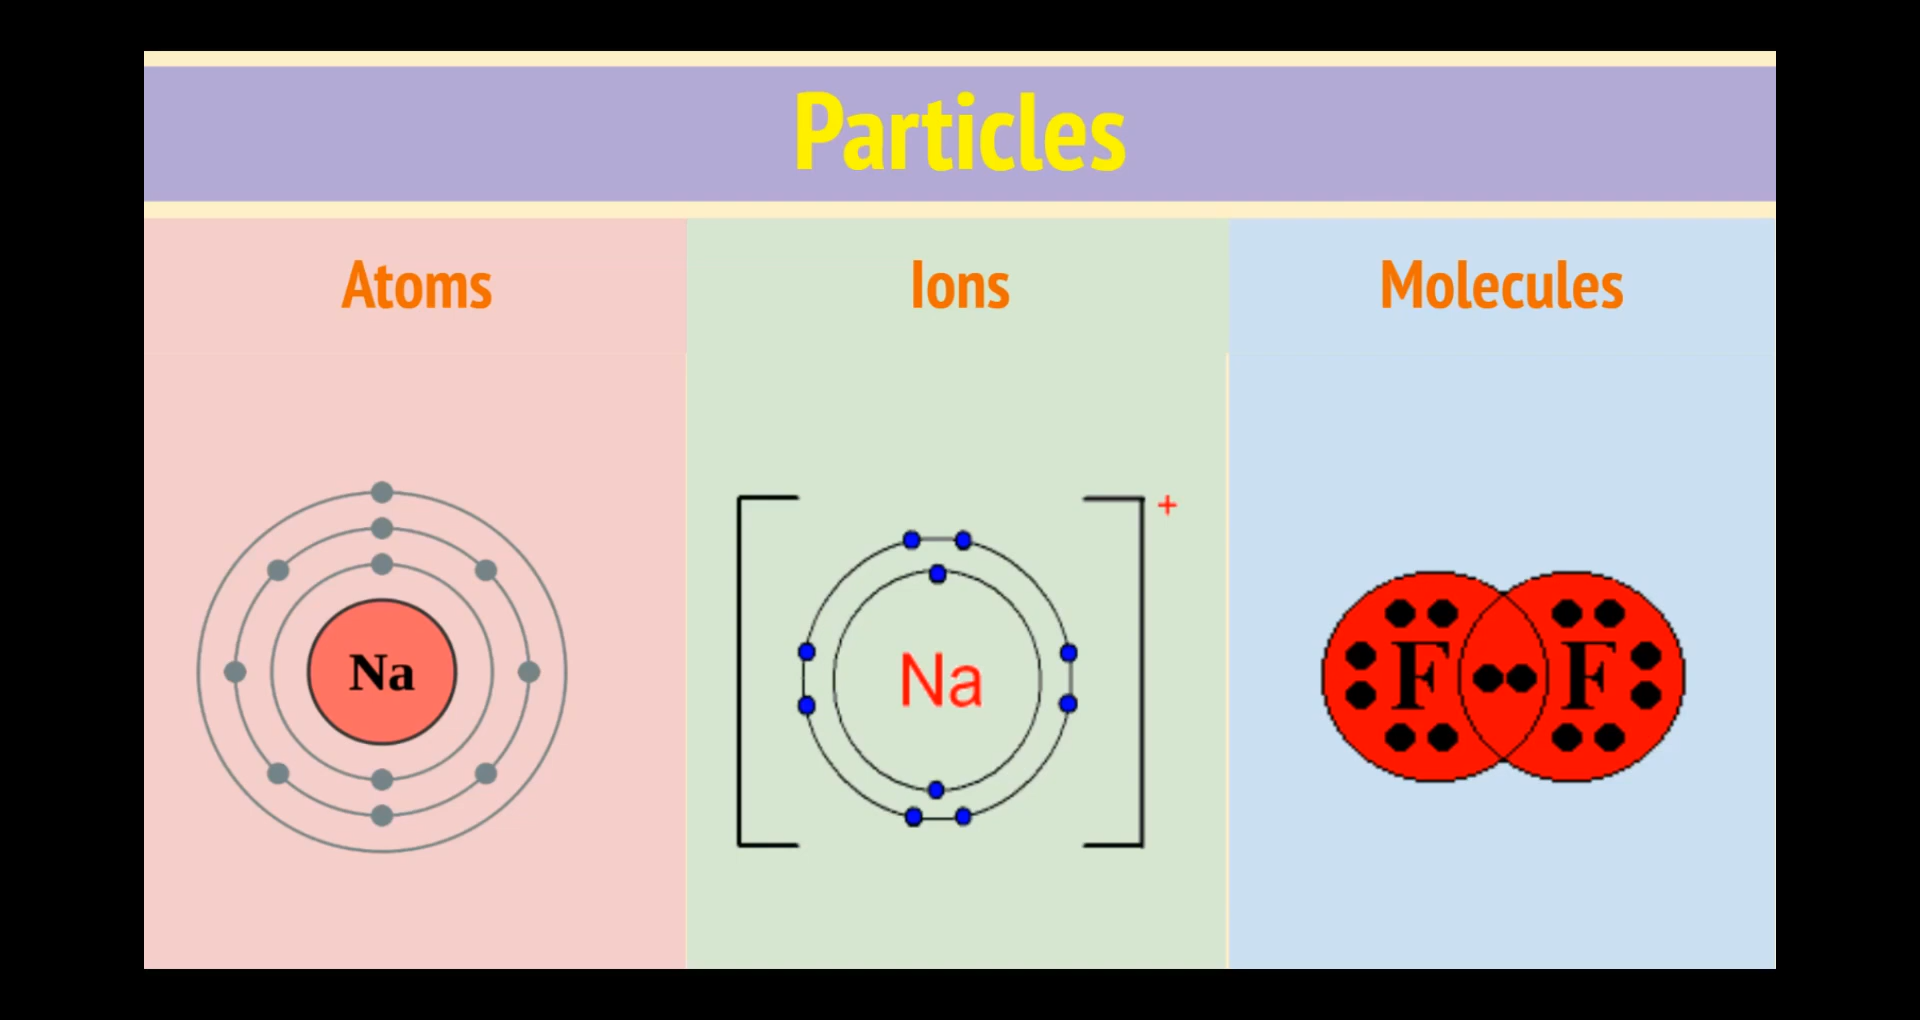 Particles
Atoms
Ions
Molecules
Na
Na
+
F
F